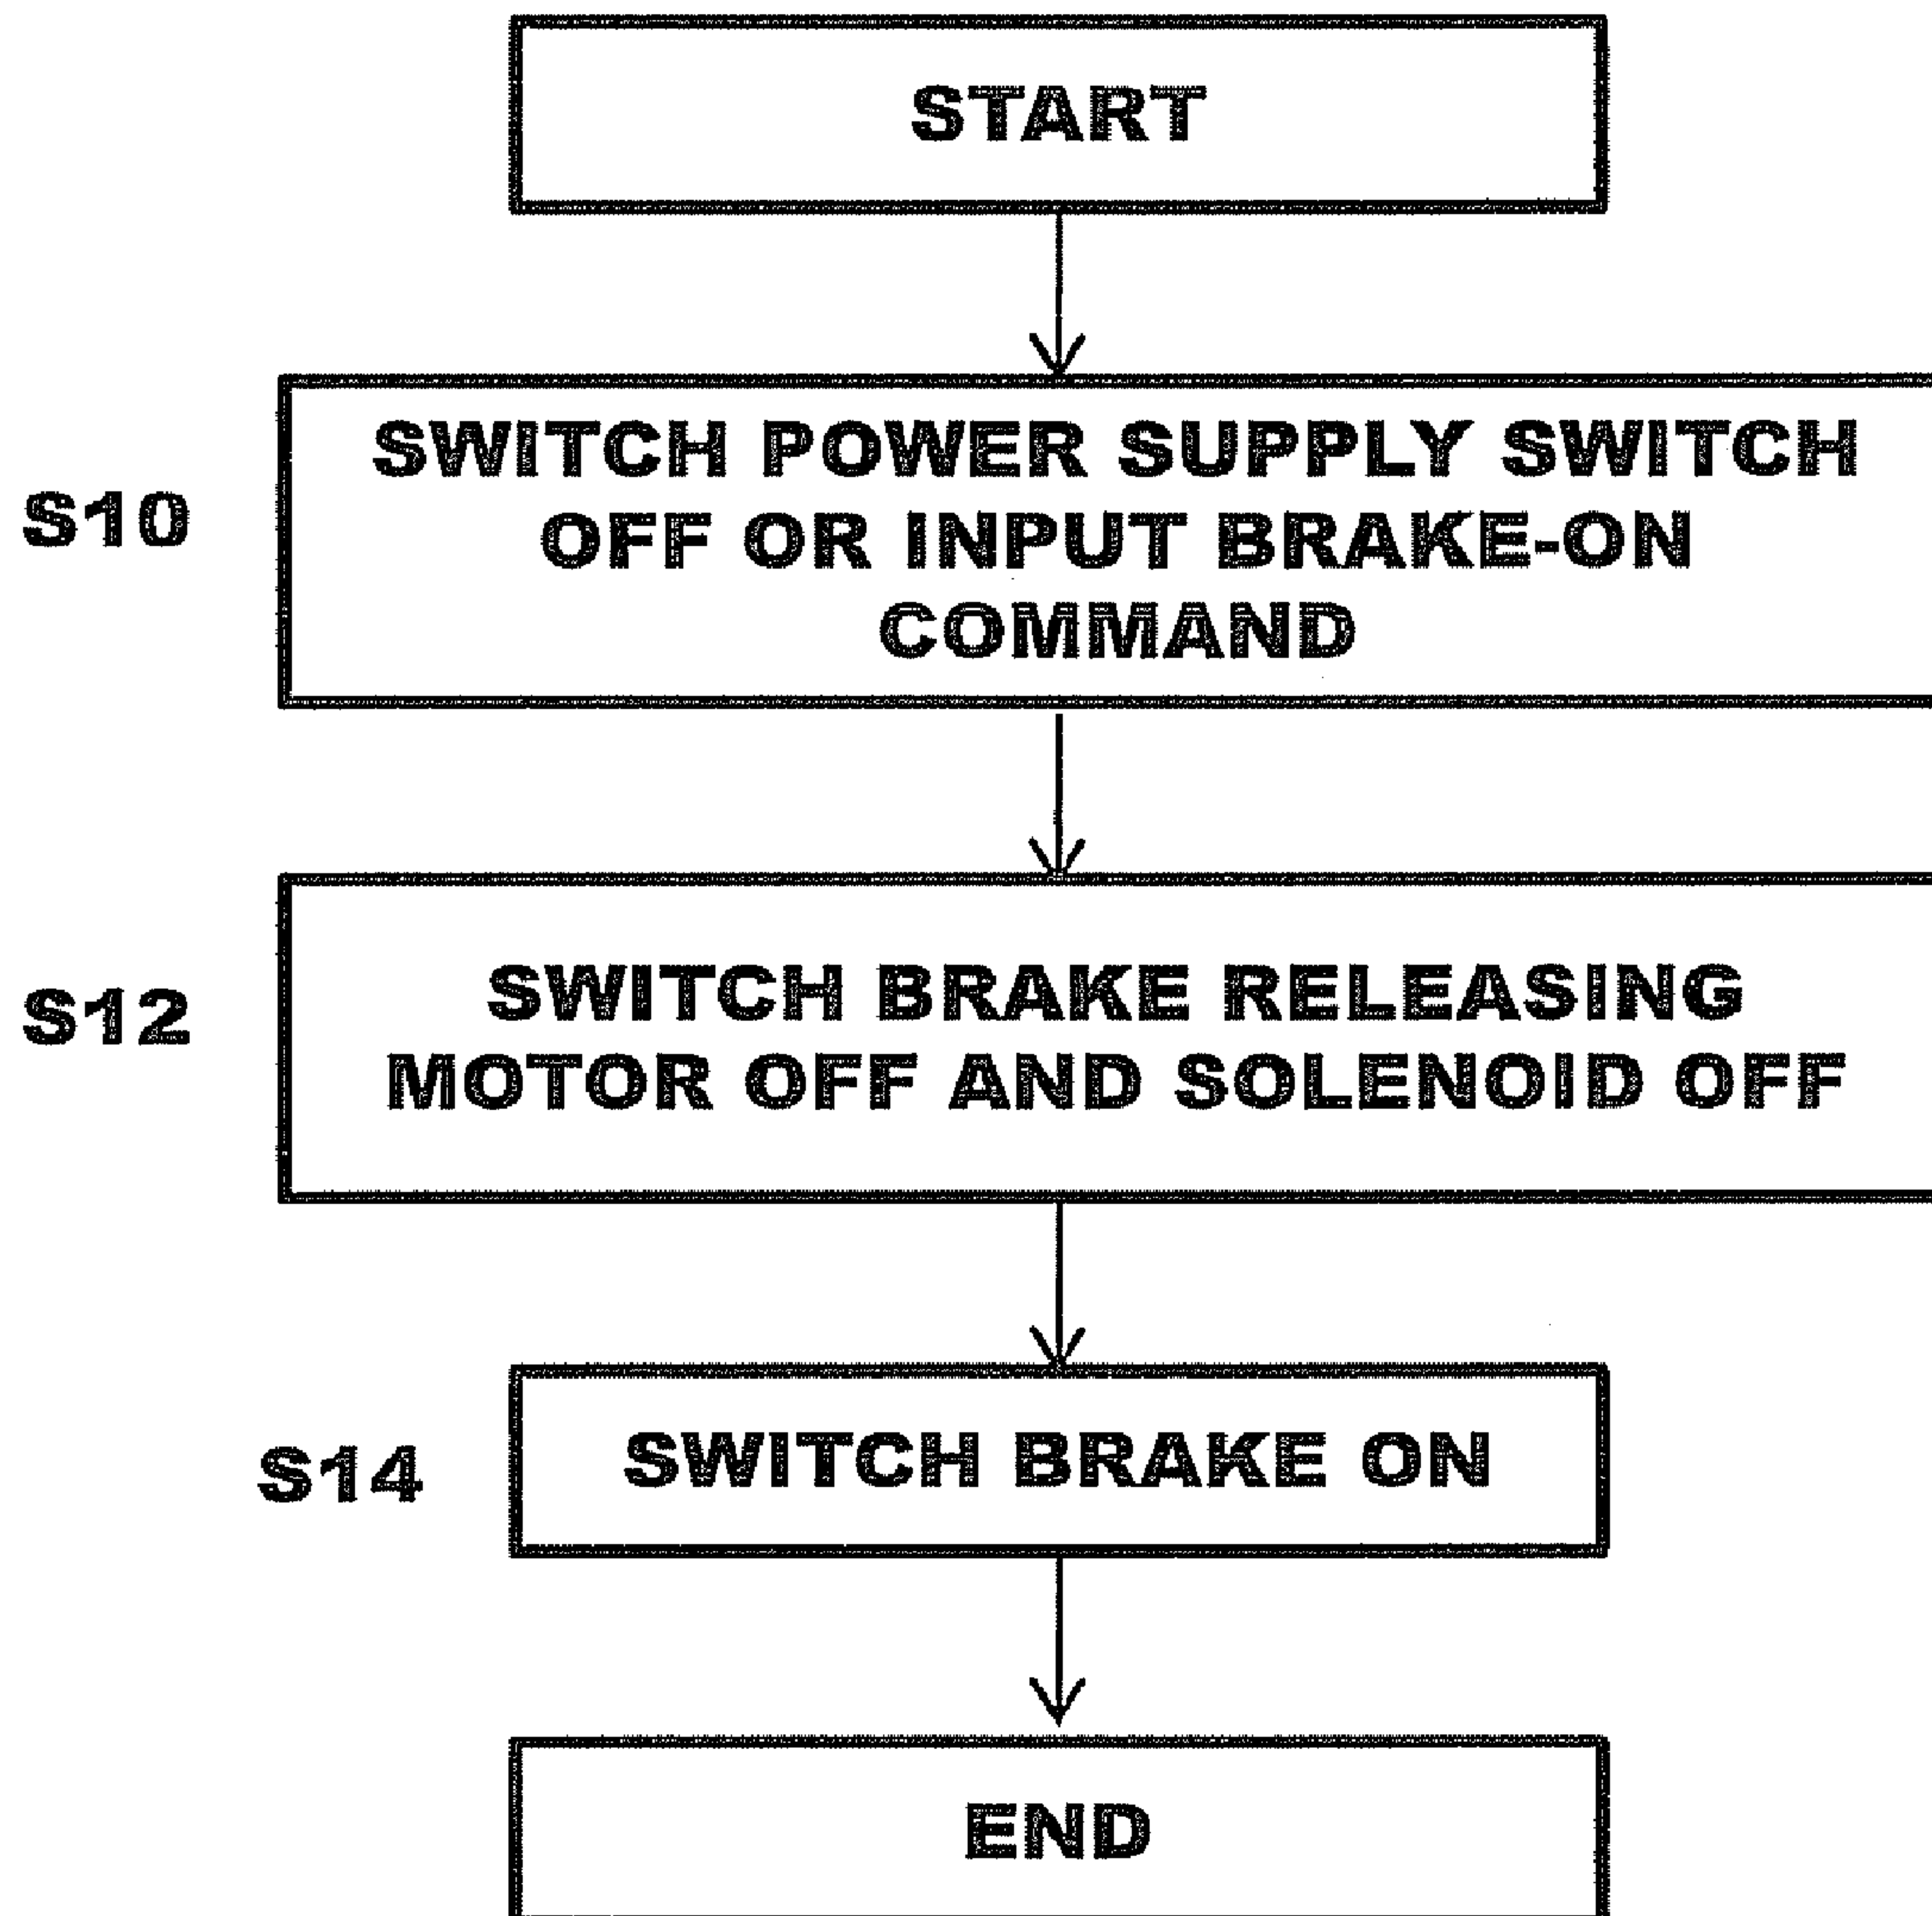 START
S10
SWITCH POWER SUPPLY SWITCH
OFF OR INPUT BRAKE-ON
COMMAND
S12
SWITCH BRAKE RELEASING
MOTOR OFF AND SOLENOID OFF
S14
SWITCH BRAKE ON
END